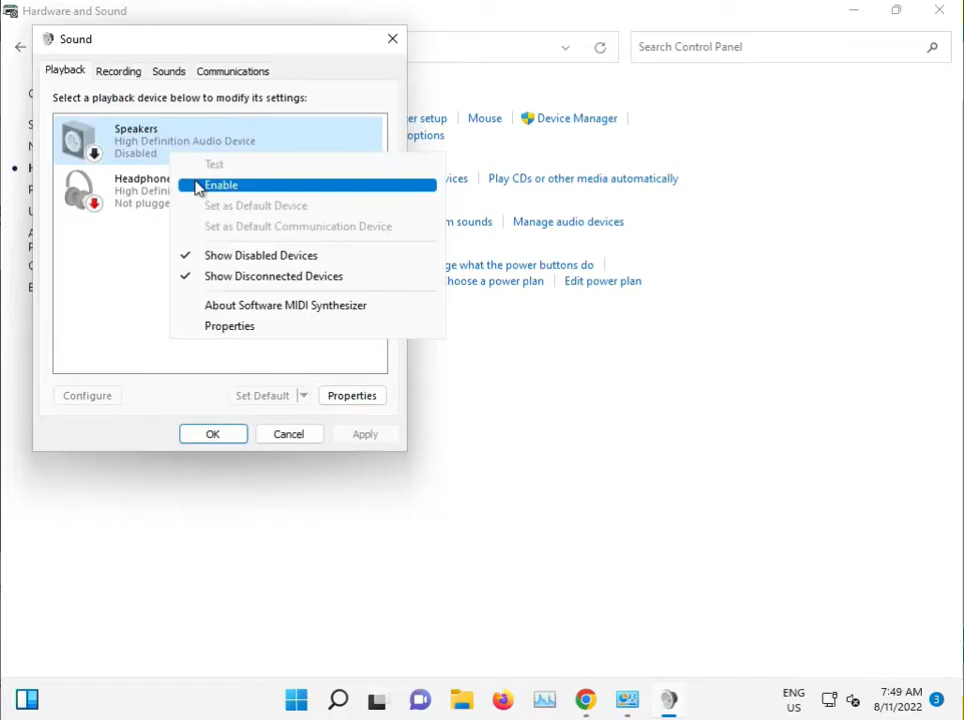 Hardware and Sound
Sound
Search Control Panel
Playback
Recording
Sounds
Communications
Select a playback device below to modify its settings:
er setup
Mouse
Device Manager
options
Speakers
High Definition Audio Device
Disabled
Headphone
High Defini
Not plugge
vices
Play CDs or other media automatically
m sounds
Manage audio devices
ge what the power buttons do
Choose a power plan
Edit power plan
Test
Enable
Set as Default Device
Set as Default Communication Device
Show Disabled Devices
Show Disconnected Devices
About Software MIDI Synthesizer
Properties
Configure
Set Default
Properties
OK
Cancel
Apply
ENG
US
7:49 AM
8/11/2022
3